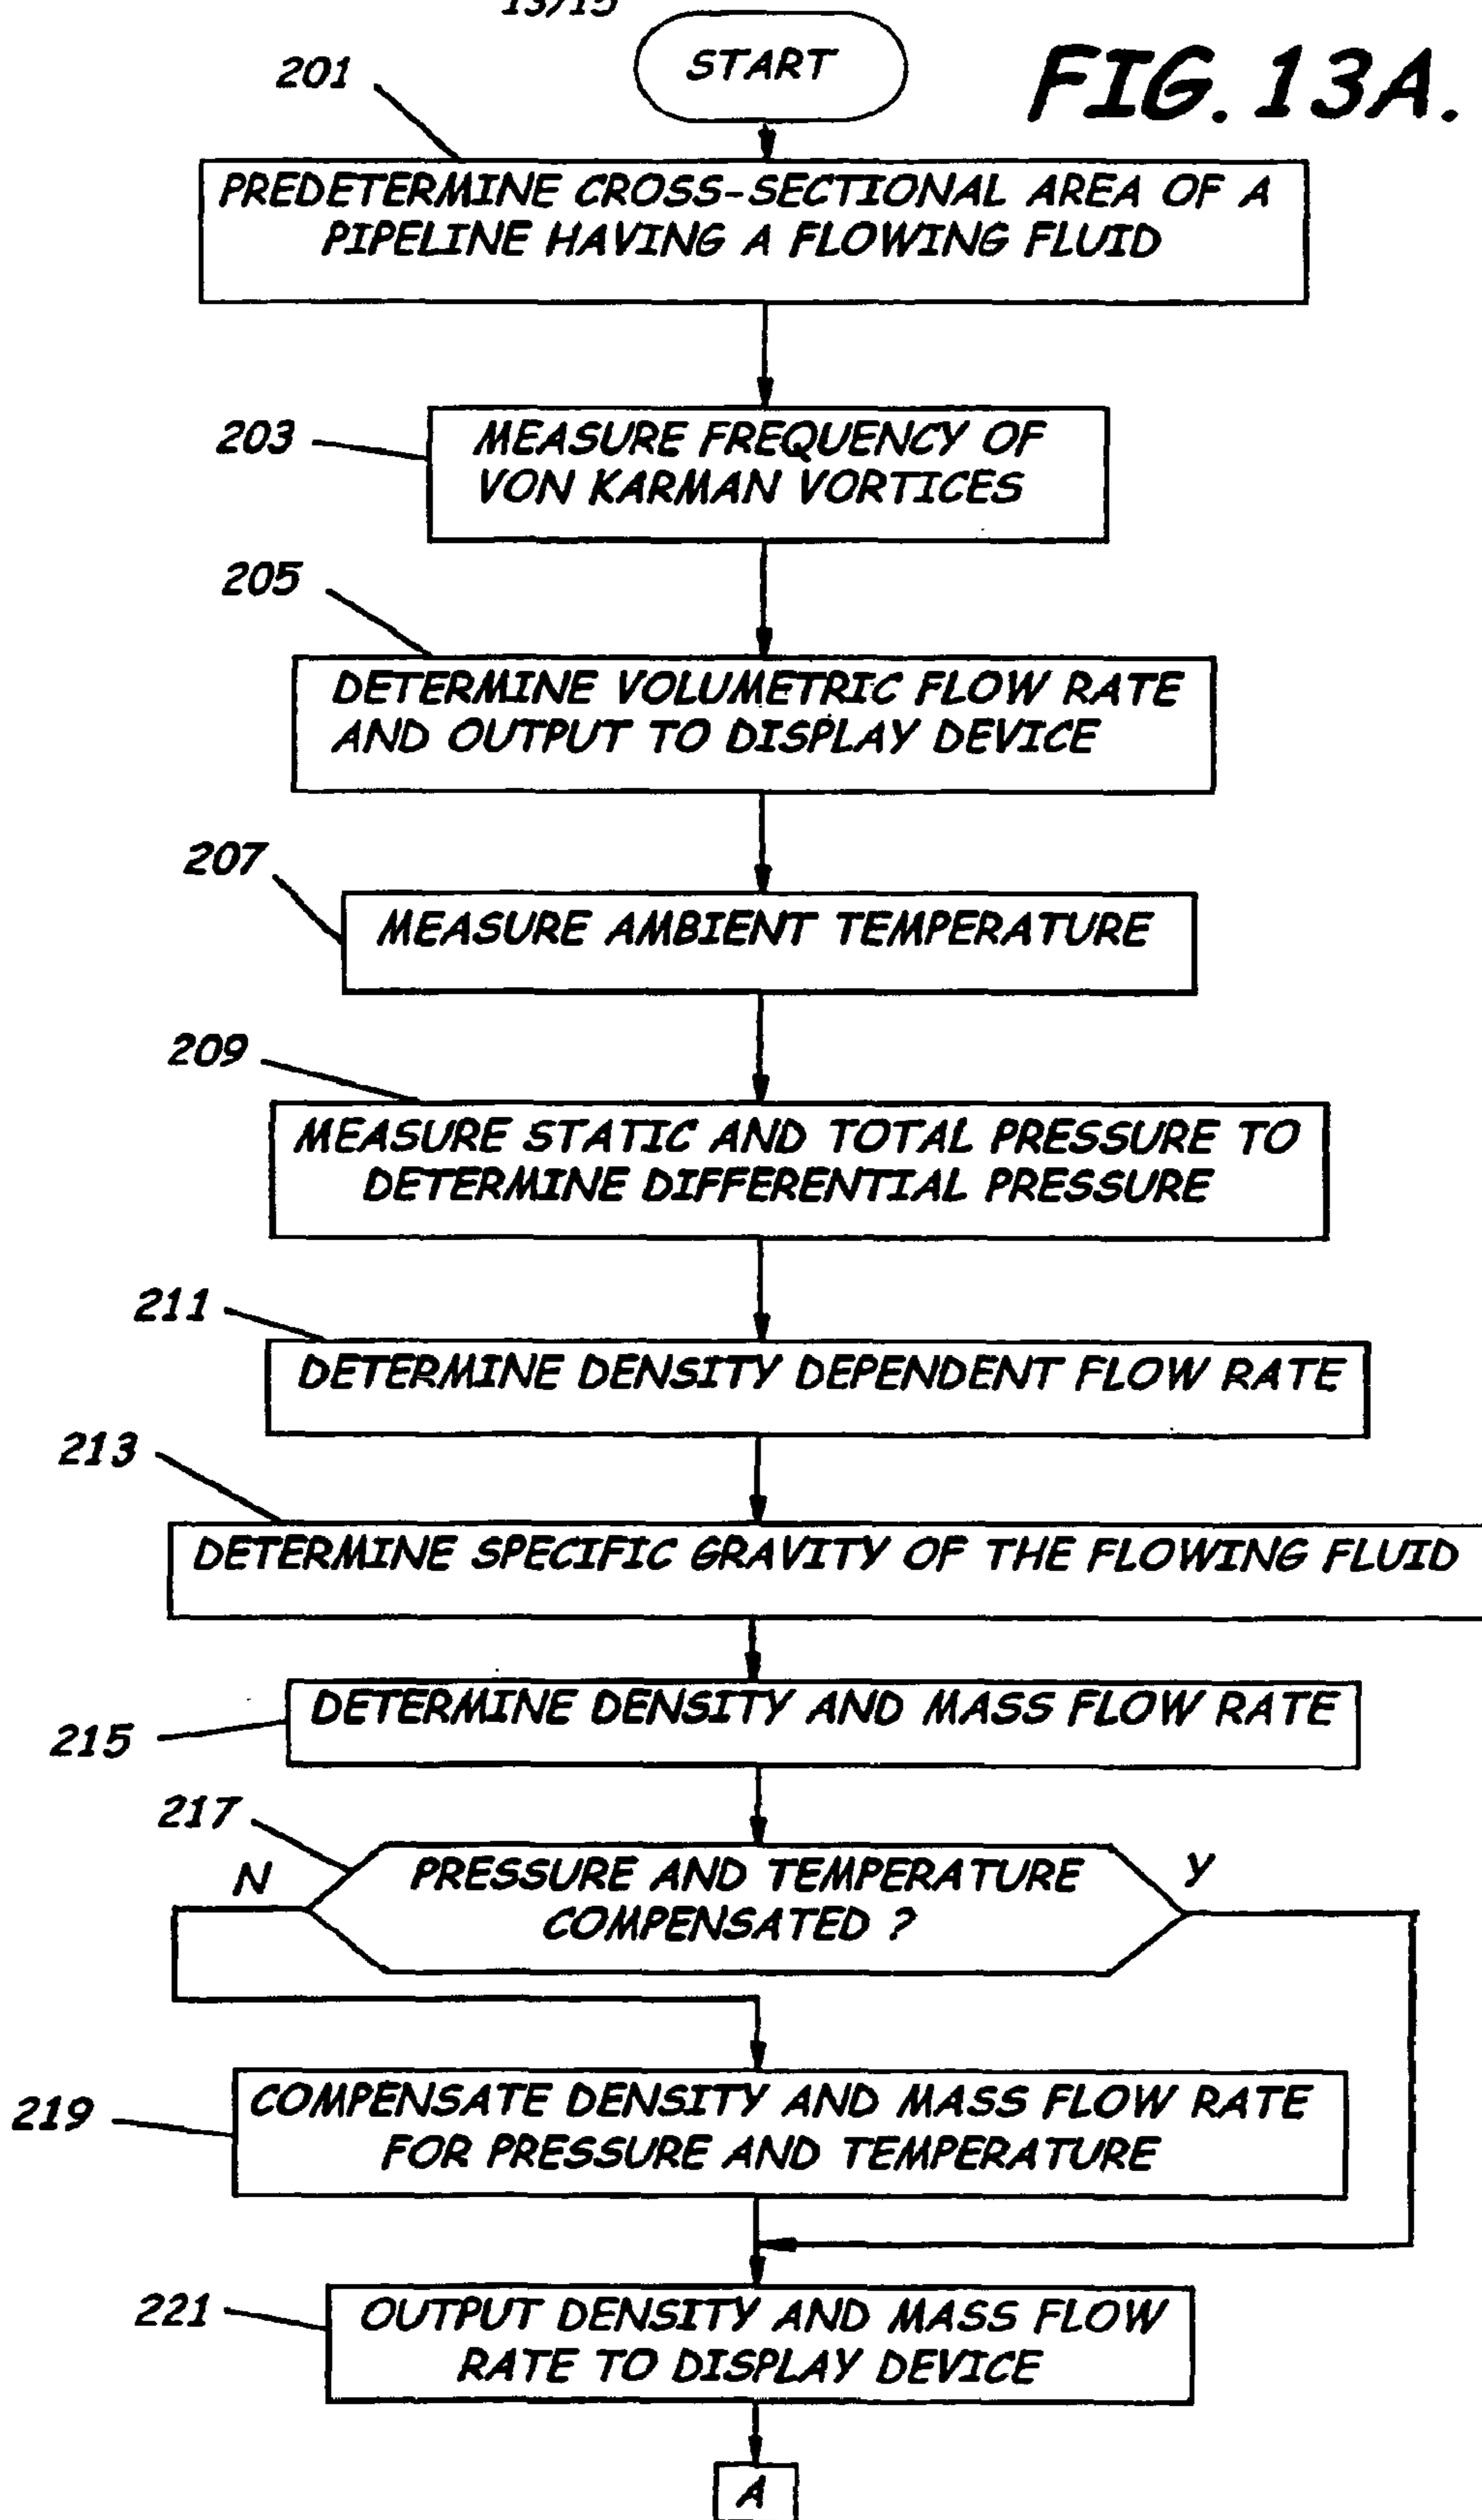 13/15
START
FIG. 13A.
201
PREDETERMINE CROSS-SECTIONAL AREA OF A
PIPELINE HAVING A FLOWING FLUID
203
MEASURE FREQUENCY OF
VON KARMAN VORTICES
205
DETERMINE VOLUMETRIC FLOW RATE
AND OUTPUT TO DISPLAY DEVICE
207
MEASURE AMBIENT TEMPERATURE
209
MEASURE STATIC AND TOTAL PRESSURE TO
DETERMINE DIFFERENTIAL PRESSURE
211
DETERMINE DENSITY DEPENDENT FLOW RATE
213
DETERMINE SPECIFIC GRAVITY OF THE FLOWING FLUID
215
DETERMINE DENSITY AND MASS FLOW RATE
217
N
PRESSURE AND TEMPERATURE
COMPENSATED ?
Y
219
COMPENSATE DENSITY AND MASS FLOW RATE
FOR PRESSURE AND TEMPERATURE
221
OUTPUT DENSITY AND MASS FLOW
RATE TO DISPLAY DEVICE
A